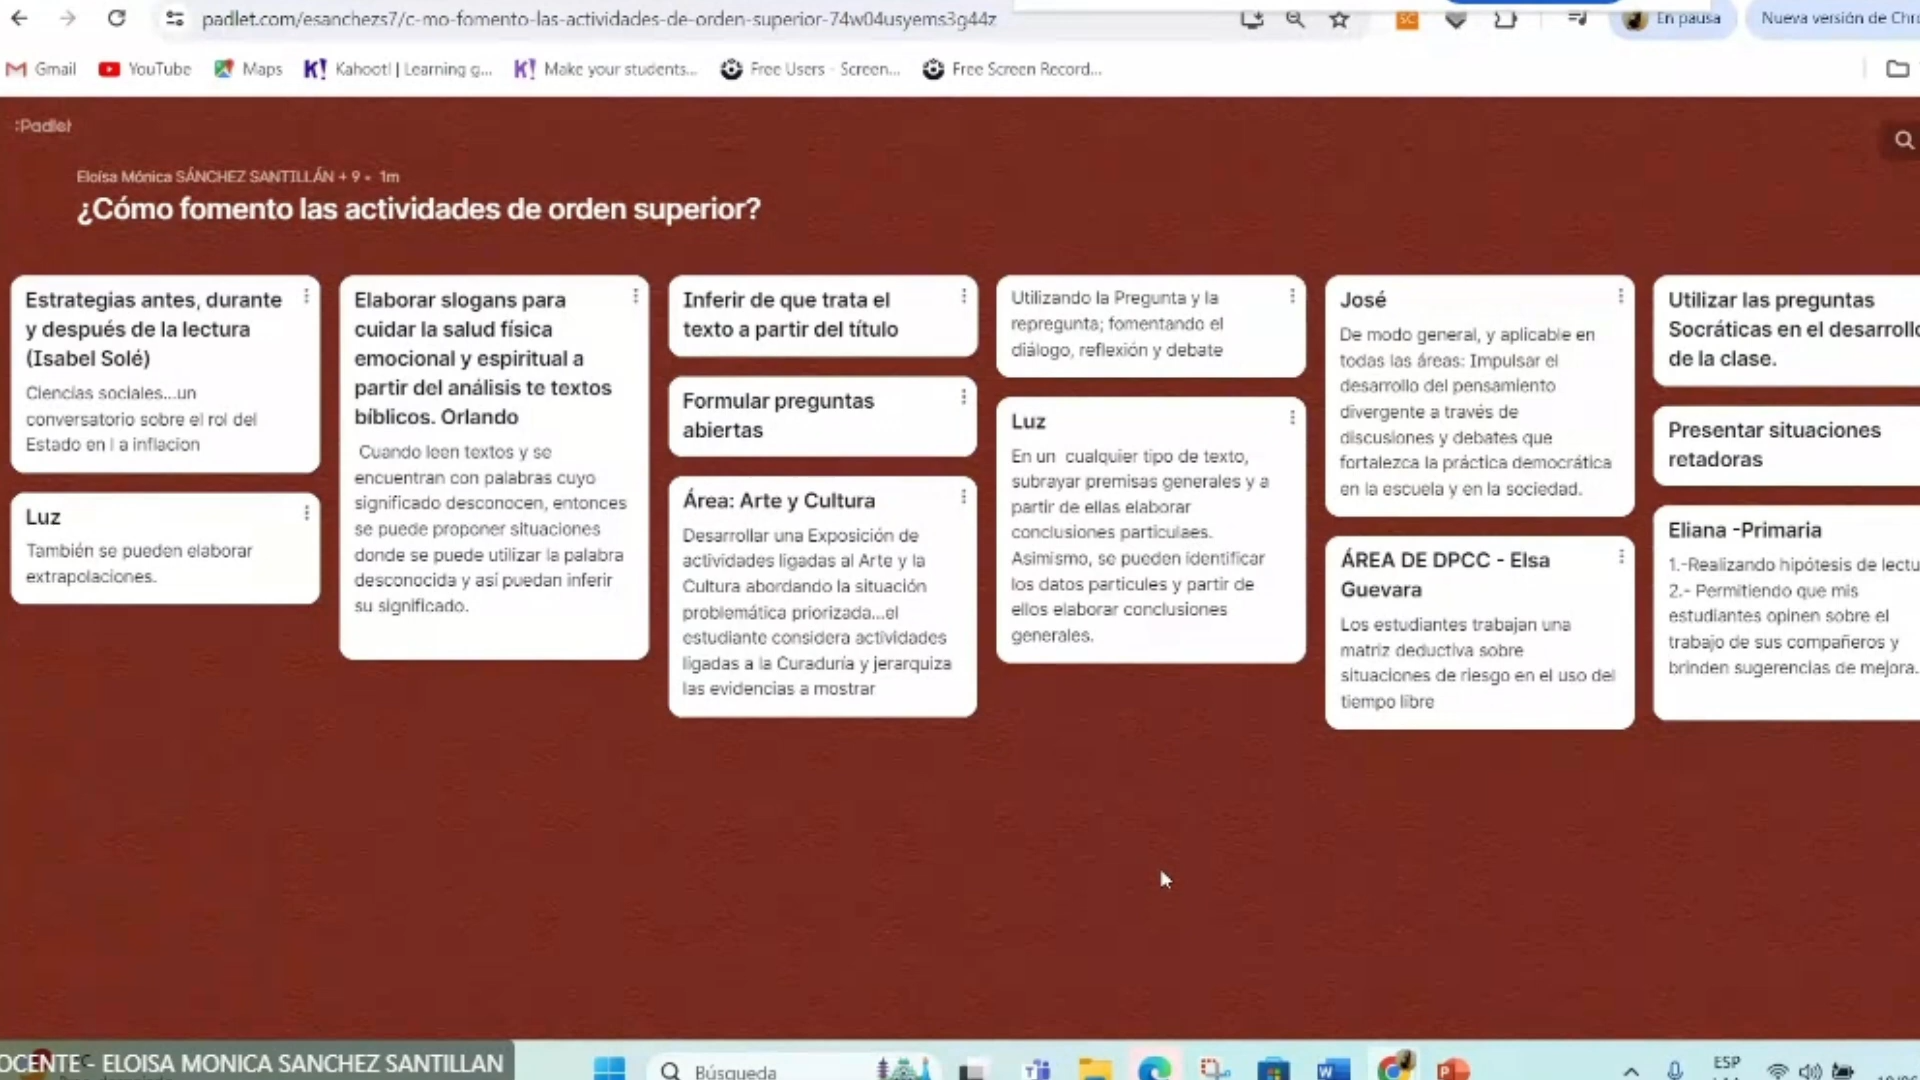 padlet.com/esanchezs7/c-mo-fomento-las-actividades-de-orden-superior-74w04usyems3g44z
En pausa
Nueva versión de Chr
Gmail
YouTube
Maps
Kahoot! | Learning g...
Make your students...
Free Users - Screen...
Free Screen Record...
:Padlet
Eloísa Mónica SÁNCHEZ SANTILLÁN + 9 • 1m
¿Cómo fomento las actividades de orden superior?
Estrategias antes, durante
y después de la lectura
(Isabel Solé)
Ciencias sociales...un
conversatorio sobre el rol del
Estado en l a inflacion
Luz
También se pueden elaborar
extrapolaciones.
Elaborar slogans para
cuidar la salud física
emocional y espiritual a
partir del análisis te textos
bíblicos. Orlando
Cuando leen textos y se
encuentran con palabras cuyo
significado desconocen, entonces
se puede proponer situaciones
donde se puede utilizar la palabra
desconocida y así puedan inferir
su significado.
Inferir de que trata el
texto a partir del título
Formular preguntas
abiertas
Área: Arte y Cultura
Desarrollar una Exposición de
actividades ligadas al Arte y la
Cultura abordando la situación
problemática priorizada...el
estudiante considera actividades
ligadas a la Curaduría y jerarquiza
las evidencias a mostrar
Utilizando la Pregunta y la
repregunta; fomentando el
diálogo, reflexión y debate
Luz
En un cualquier tipo de texto,
subrayar premisas generales y a
partir de ellas elaborar
conclusiones particulaes.
Asimismo, se pueden identificar
los datos particules y partir de
ellos elaborar conclusiones
generales.
José
De modo general, y aplicable en
todas las áreas: Impulsar el
desarrollo del pensamiento
divergente a través de
discusiones y debates que
fortalezca la práctica democrática
en la escuela y en la sociedad.
ÁREA DE DPCC - Elsa
Guevara
Los estudiantes trabajan una
matriz deductiva sobre
situaciones de riesgo en el uso del
tiempo libre
Utilizar las preguntas
Socráticas en el desarrollo
de la clase.
Presentar situaciones
retadoras
Eliana -Primaria
1.-Realizando hipótesis de lectu
2.- Permitiendo que mis
estudiantes opinen sobre el
trabajo de sus compañeros y
brinden sugerencias de mejora.
OCENTE - ELOISA MONICA SANCHEZ SANTILLAN
Búsqueda
ESP